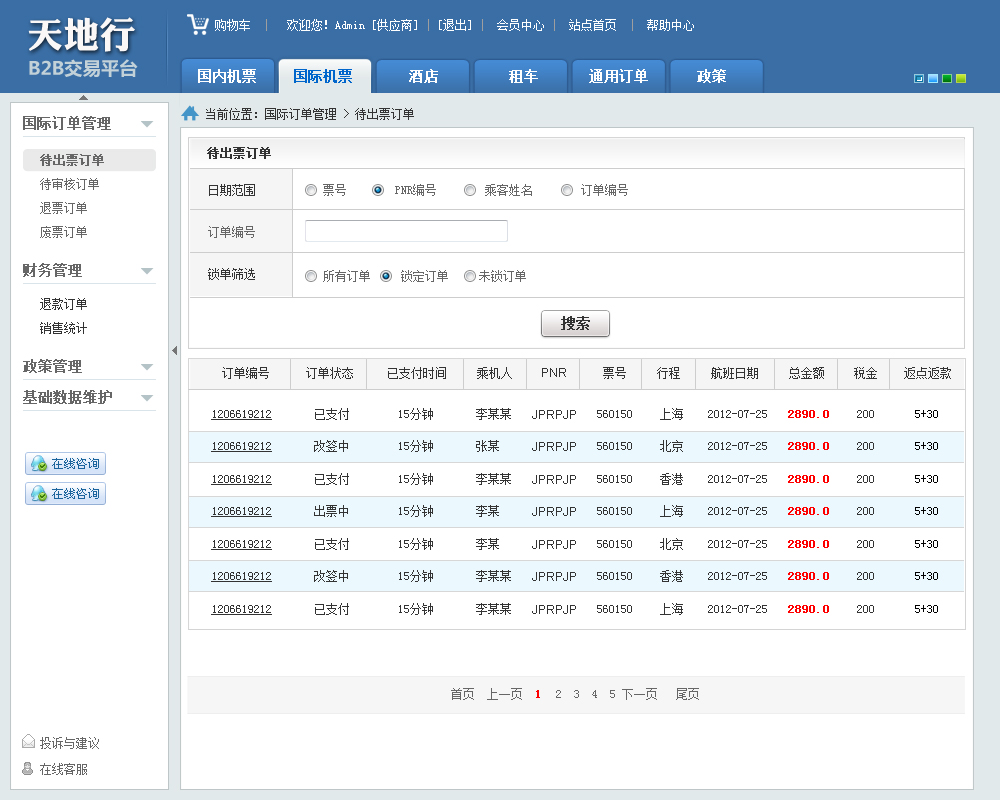 天地行
B2B交易平台
购物车 | 欢迎您! Admin [供应商] | [退出] | 会员中心 | 站点首页 | 帮助中心
国内机票 国际机票 酒店 租车 通用订单 政策
当前位置: 国际订单管理 > 待出票订单
国际订单管理
待出票订单
待审核订单
退票订单
废票订单
财务管理
退款订单
销售统计
政策管理
基础数据维护
在线咨询
在线咨询
投诉与建议
在线客服
待出票订单
日期范围 票号 PNR编号 乘客姓名 订单编号
订单编号
锁单筛选 所有订单 锁定订单 未锁订单
搜索
订单编号 订单状态 已支付时间 乘机人 PNR 票号 行程 航班日期 总金额 税金 返点返款
1206619212 已支付 15分钟 李某某 JPRPJP 560150 上海 2012-07-25 2890.0 200 5+30
1206619212 改签中 15分钟 张某 JPRPJP 560150 北京 2012-07-25 2890.0 200 5+30
1206619212 已支付 15分钟 李某某 JPRPJP 560150 香港 2012-07-25 2890.0 200 5+30
1206619212 出票中 15分钟 李某 JPRPJP 560150 上海 2012-07-25 2890.0 200 5+30
1206619212 已支付 15分钟 李某 JPRPJP 560150 北京 2012-07-25 2890.0 200 5+30
1206619212 改签中 15分钟 李某某 JPRPJP 560150 香港 2012-07-25 2890.0 200 5+30
1206619212 已支付 15分钟 李某某 JPRPJP 560150 上海 2012-07-25 2890.0 200 5+30
首页 上一页 1 2 3 4 5 下一页 尾页